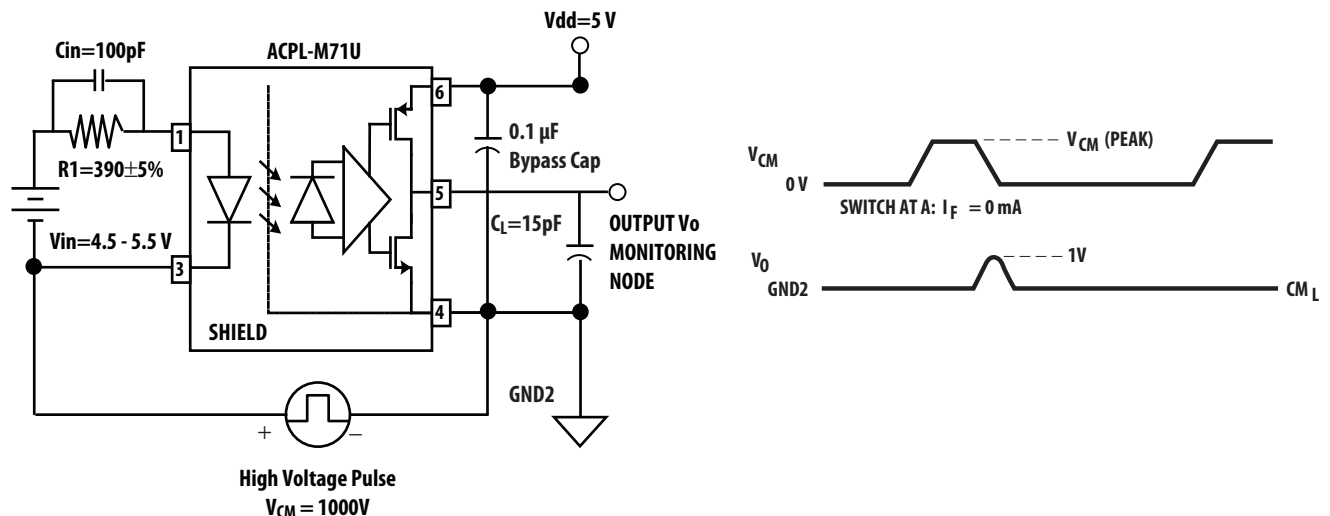 Vdd=5 V
Cin=100pF
ACPL-M71U
6
1
0.1 µF
Bypass Cap
R1=390±5%
5
CL=15pF
OUTPUT Vo
MONITORING
NODE
Vin=4.5 - 5.5 V
3
4
SHIELD
GND2
+
–
High Voltage Pulse
VCM = 1000V
VCM (PEAK)
VCM
0 V
SWITCH AT A: IF = 0 mA
VO
1V
GND2
CML